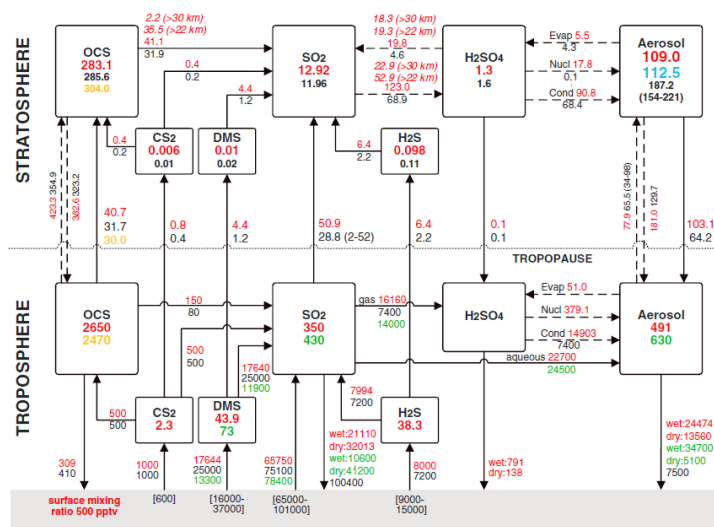 STRATOSPHERE
2.2 (>30 km)
35.5 (>22 km)
41.1
31.9
18.3 (>30 km)
19.3 (>22 km)
19.8
4.6
22.9 (>30 km)
52.9 (>22 km)
123.0
68.9
Evap 5.5
4.3
Nucl 17.8
0.1
Cond 90.8
68.4
OCS
283.1
285.6
304.0
SO2
12.92
11.96
H2SO4
1.3
1.6
Aerosol
109.0
112.5
187.2
(154-221)
0.4
0.2
4.4
1.2
0.4
0.2
CS2
0.006
0.01
DMS
0.01
0.02
6.4
2.2
H2S
0.098
0.11
423.3 354.9
382.6 323.2
40.7
31.7
30.0
0.8
0.4
4.4
1.2
50.9
28.8 (2-52)
6.4
2.2
0.1
0.1
77.9 65.5 (34-98)
181.0 129.7
103.1
64.2
TROPOPAUSE
TROPOSPHERE
OCS
2650
2470
150
80
SO2
350
430
gas 16160
7400
14000
H2SO4
Evap 51.0
Nucl 379.1
Cond 14903
7400
aqueous 22700
24500
Aerosol
491
630
500
500
17640
25000
11900
7994
7200
500
500
CS2
2.3
DMS
43.9
73
H2S
38.3
309
410
1000
1000
17644
25000
13300
65750
75100
78400
wet:21110
dry:32013
wet:10600
dry:41200
100400
8000
7200
wet:791
dry:138
wet:24474
dry:13560
wet:34700
dry:5100
7500
surface mixing
ratio 500 pptv
[600]
[16000-
37000]
[65000-
101000]
[9000-
15000]